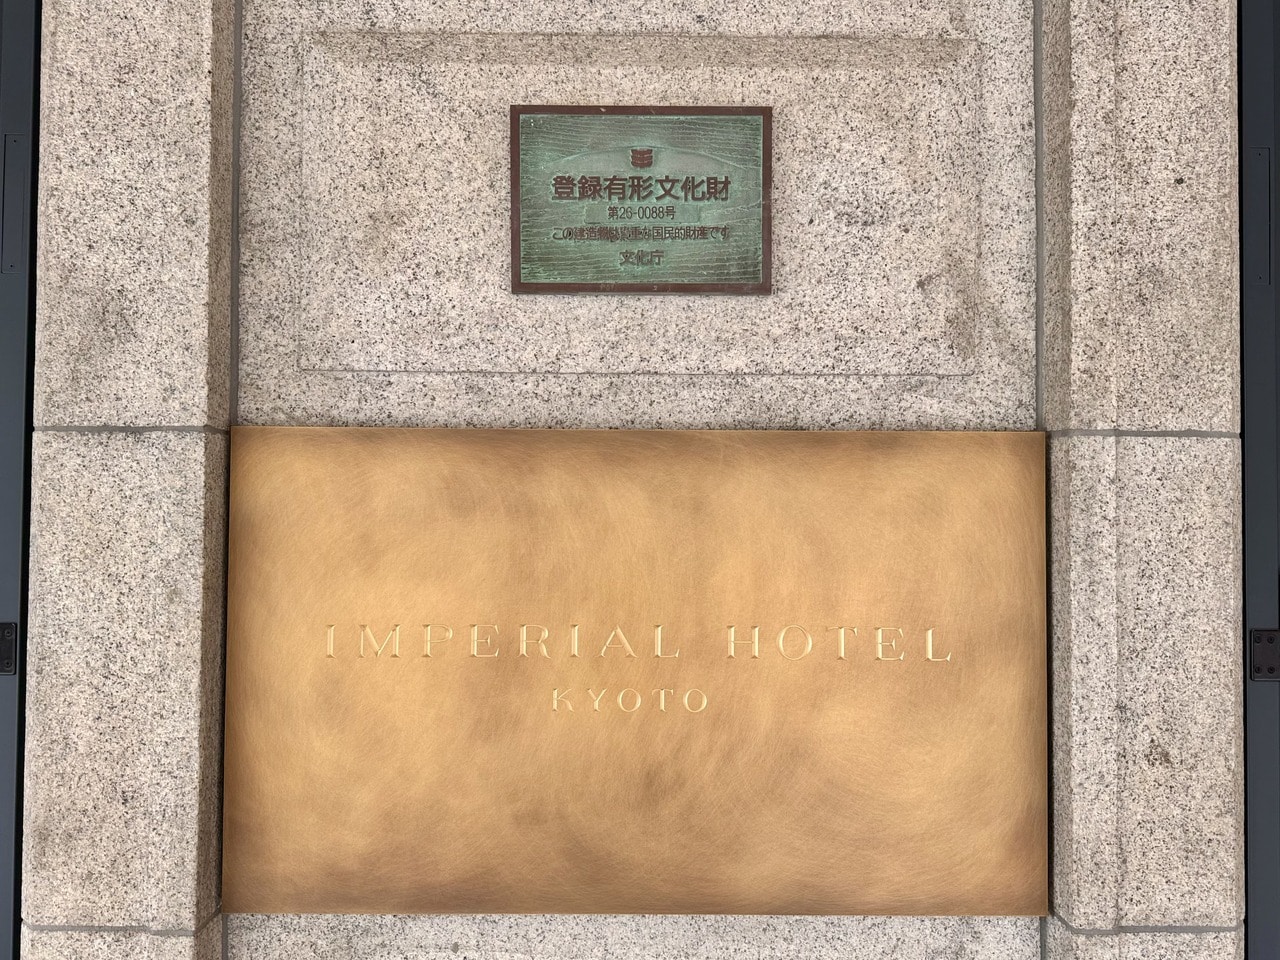 登録有形文化財
第26-0088号
この建造物は貴重な国民的財産です
文化庁
IMPERIAL HOTEL
KYOTO